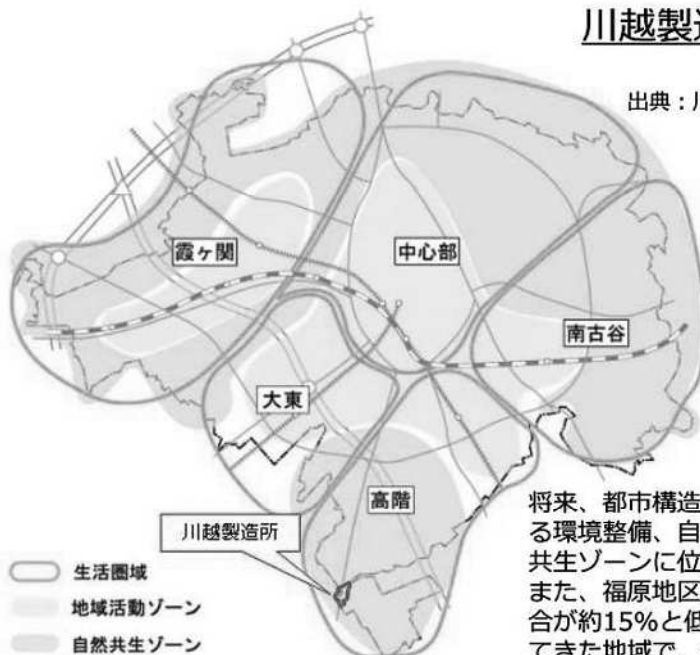 川越製造
出典：
霞ヶ関
中心部
南古谷
大東
高階
川越製造所
生活圏域
地域活動ゾーン
自然共生ゾーン
将来、都市構造
る環境整備、自
共生ゾーンに位
また、福原地区
合が約15%と低
てきた地域で、